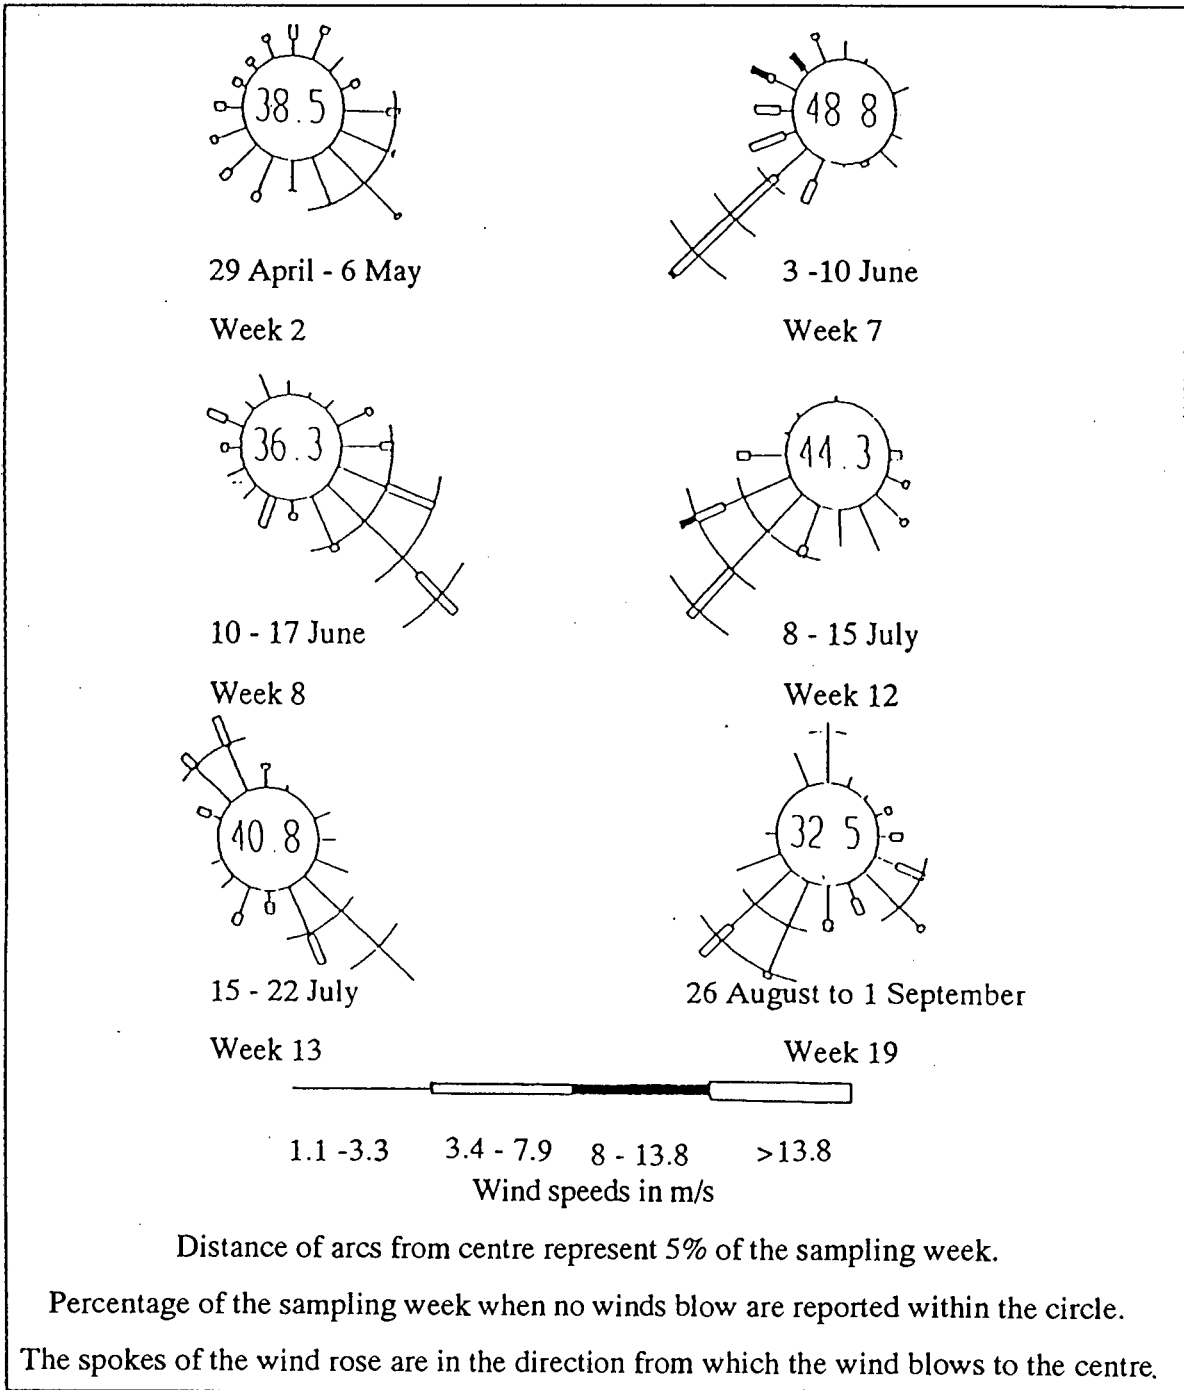 38.5
48 8
29 April - 6 May
3 -10 June
Week 2
Week 7
36.3
44.3
10 - 17 June
8 - 15 July
Week 8
Week 12
40.8
32 5
15 - 22 July
26 August to 1 September
Week 13
Week 19
1.1 -3.3
3.4 - 7.9
8 - 13.8
>13.8
Wind speeds in m/s
Distance of arcs from centre represent 5% of the sampling week.
Percentage of the sampling week when no winds blow are reported within the circle.
The spokes of the wind rose are in the direction from which the wind blows to the centre.